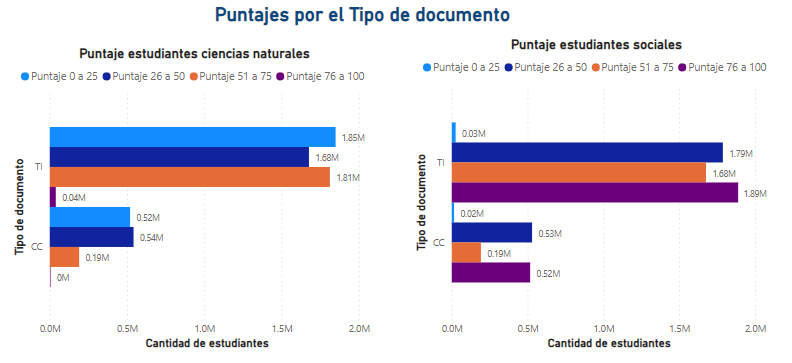 Puntajes por el Tipo de documento
Puntaje estudiantes ciencias naturales
Puntaje 0 a 25 Puntaje 26 a 50 Puntaje 51 a 75 Puntaje 76 a 100
Tipo de documento
TI
1.85M
1.68M
1.81M
0.04M
CC
0.52M
0.54M
0.19M
0M
0.0M 0.5M 1.0M 1.5M 2.0M
Cantidad de estudiantes
Puntaje estudiantes sociales
Puntaje 0 a 25 Puntaje 26 a 50 Puntaje 51 a 75 Puntaje 76 a 100
Tipo de documento
TI
0.03M
1.79M
1.68M
1.89M
CC
0.02M
0.53M
0.19M
0.52M
0.0M 0.5M 1.0M 1.5M 2.0M
Cantidad de estudiantes